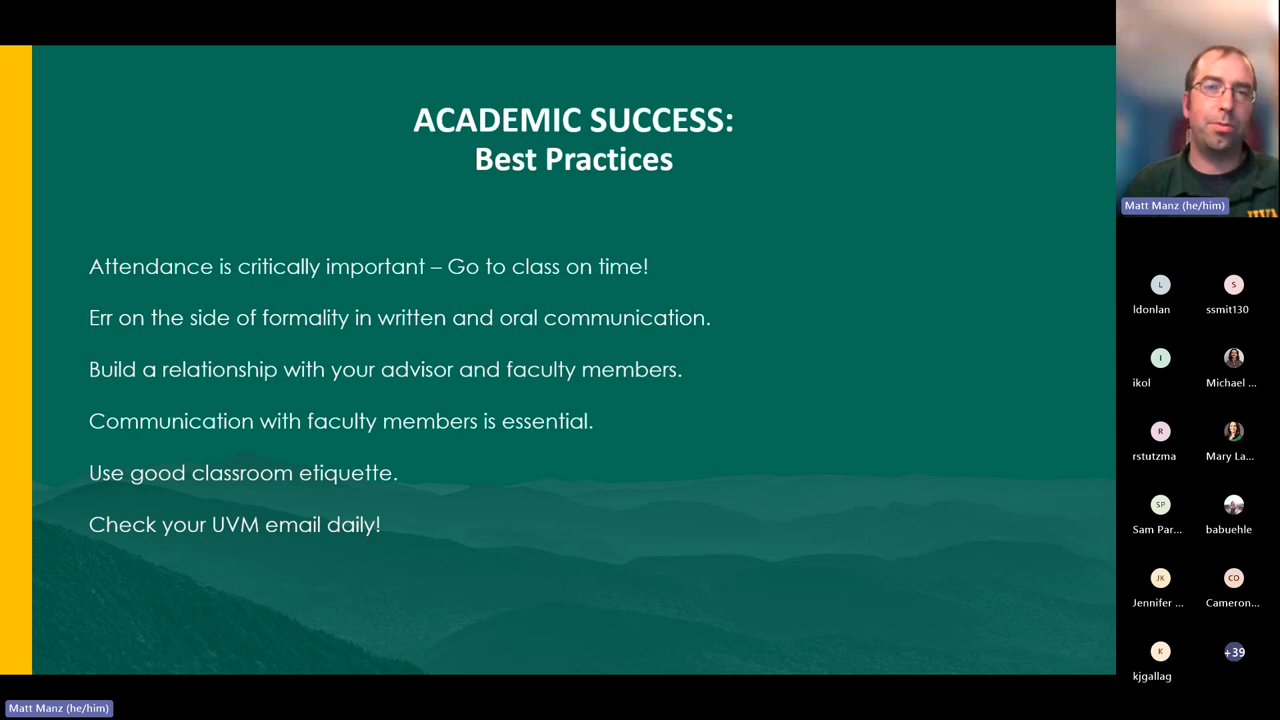 ACADEMIC SUCCESS:
Best Practices
Attendance is critically important – Go to class on time!
Err on the side of formality in written and oral communication.
Build a relationship with your advisor and faculty members.
Communication with faculty members is essential.
Use good classroom etiquette.
Check your UVM email daily!
Matt Manz (he/him)
L
S
ldonlan
ssmit130
I
ikol
Michael ...
R
rstutzma
Mary La...
SP
Sam Par...
babuehle
JK
CO
Jennifer ...
Cameron...
K
+39
kjgallag
Matt Manz (he/him)